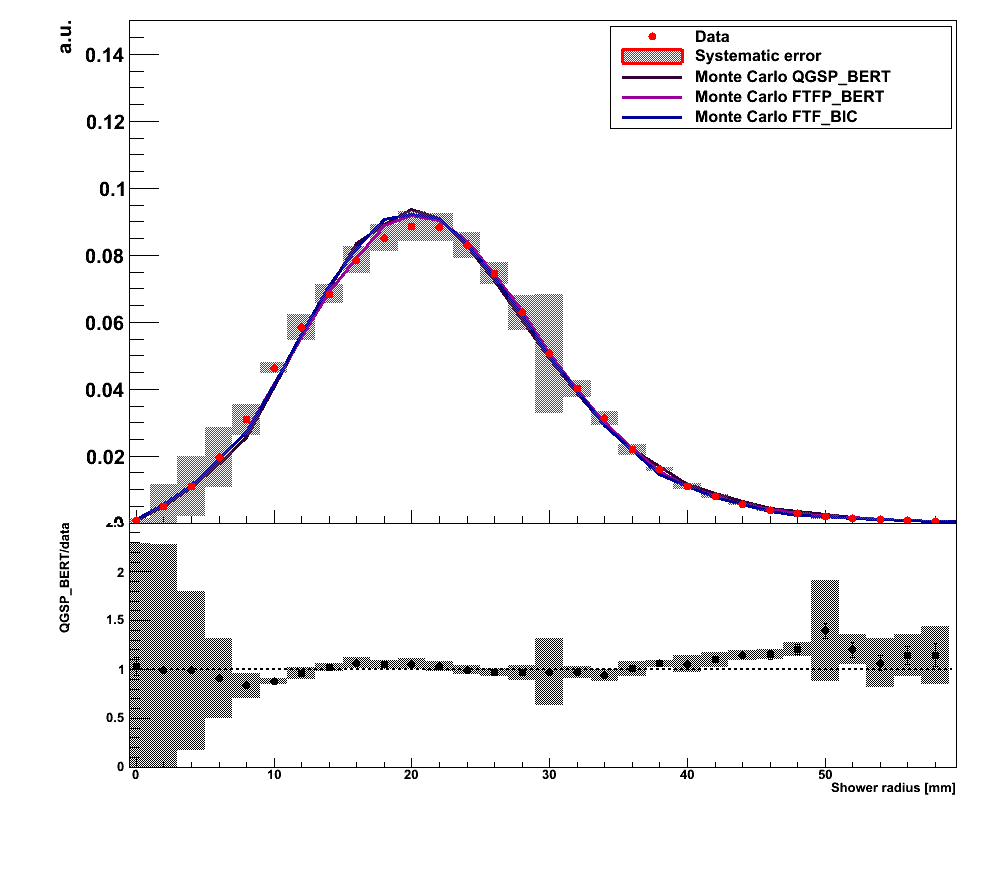 a.u.
Data
Systematic error
Monte Carlo QGSP_BERT
Monte Carlo FTFP_BERT
Monte Carlo FTF_BIC
0.14
0.12
0.1
0.08
0.06
0.04
0.02
QGSP_BERT/data
2
1.5
1
0.5
0
0 10 20 30 40 50
Shower radius [mm]